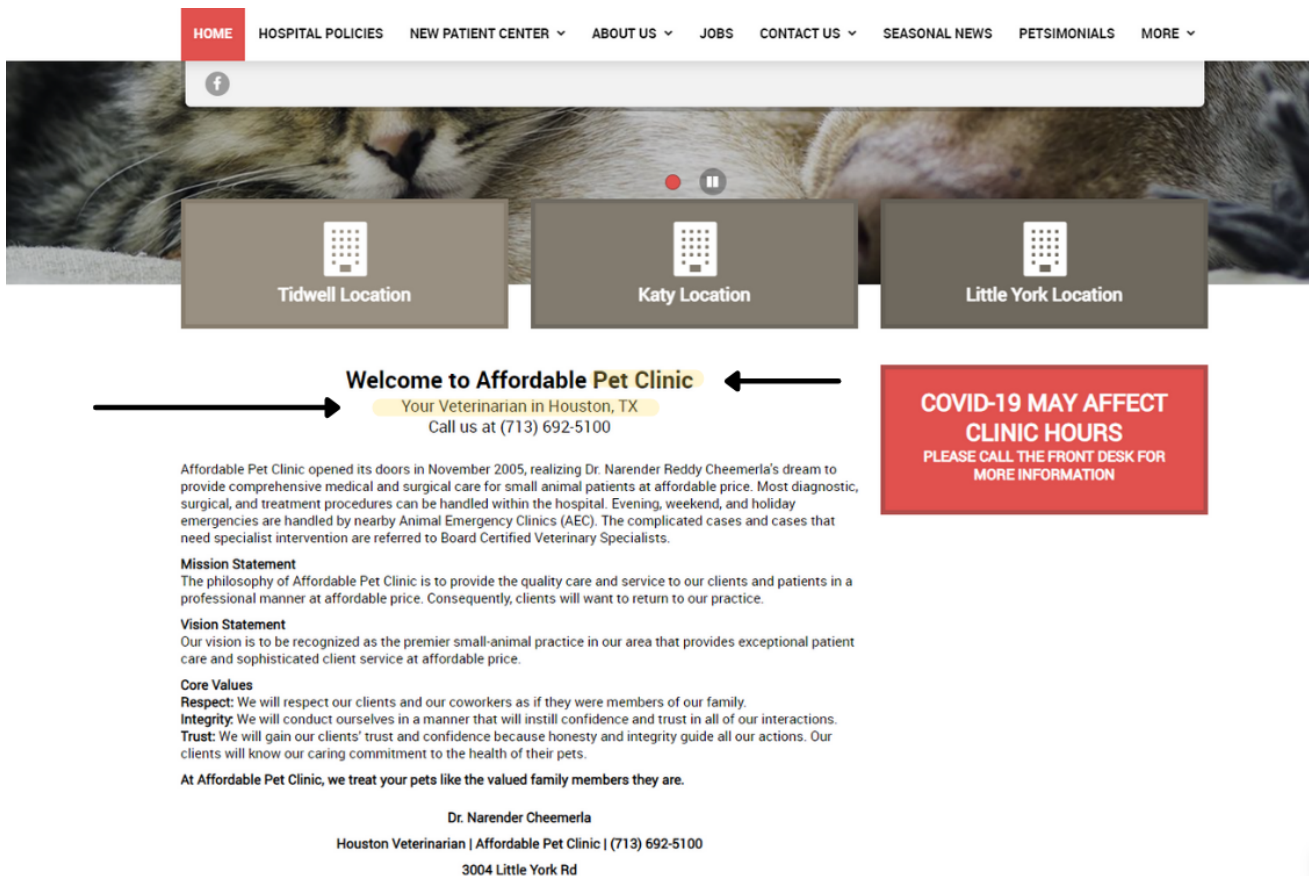 HOME HOSPITAL POLICIES NEW PATIENT CENTER ABOUT US JOBS CONTACT US SEASONAL NEWS PETSIMONIALS MORE
Tidwell Location
Katy Location
Little York Location
Welcome to Affordable Pet Clinic
Your Veterinarian in Houston, TX
Call us at (713) 692-5100
Affordable Pet Clinic opened its doors in November 2005, realizing Dr. Narender Reddy Cheemerla's dream to
provide comprehensive medical and surgical care for small animal patients at affordable price. Most diagnostic,
surgical, and treatment procedures can be handled within the hospital. Evening, weekend, and holiday
emergencies are handled by nearby Animal Emergency Clinics (AEC). The complicated cases and cases that
need specialist intervention are referred to Board Certified Veterinary Specialists.
Mission Statement
The philosophy of Affordable Pet Clinic is to provide the quality care and service to our clients and patients in a
professional manner at affordable price. Consequently, clients will want to return to our practice.
Vision Statement
Our vision is to be recognized as the premier small-animal practice in our area that provides exceptional patient
care and sophisticated client service at affordable price.
Core Values
Respect: We will respect our clients and our coworkers as if they were members of our family.
Integrity: We will conduct ourselves in a manner that will instill confidence and trust in all of our interactions.
Trust: We will gain our clients' trust and confidence because honesty and integrity guide all our actions. Our
clients will know our caring commitment to the health of their pets.
At Affordable Pet Clinic, we treat your pets like the valued family members they are.
Dr. Narender Cheemerla
Houston Veterinarian | Affordable Pet Clinic | (713) 692-5100
3004 Little York Rd
COVID-19 MAY AFFECT
CLINIC HOURS
PLEASE CALL THE FRONT DESK FOR
MORE INFORMATION